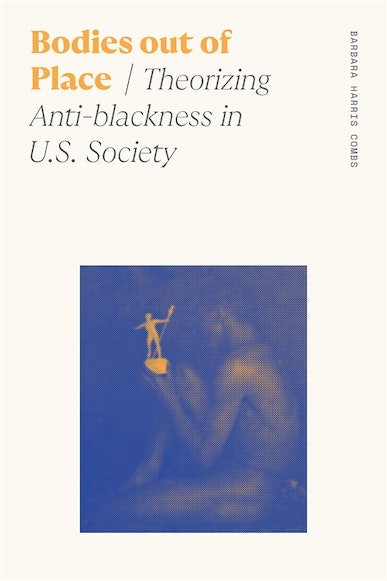 Bodies out of
Place / Theorizing
Anti-blackness in
U.S. Society
BARBARA HARRIS COMBS